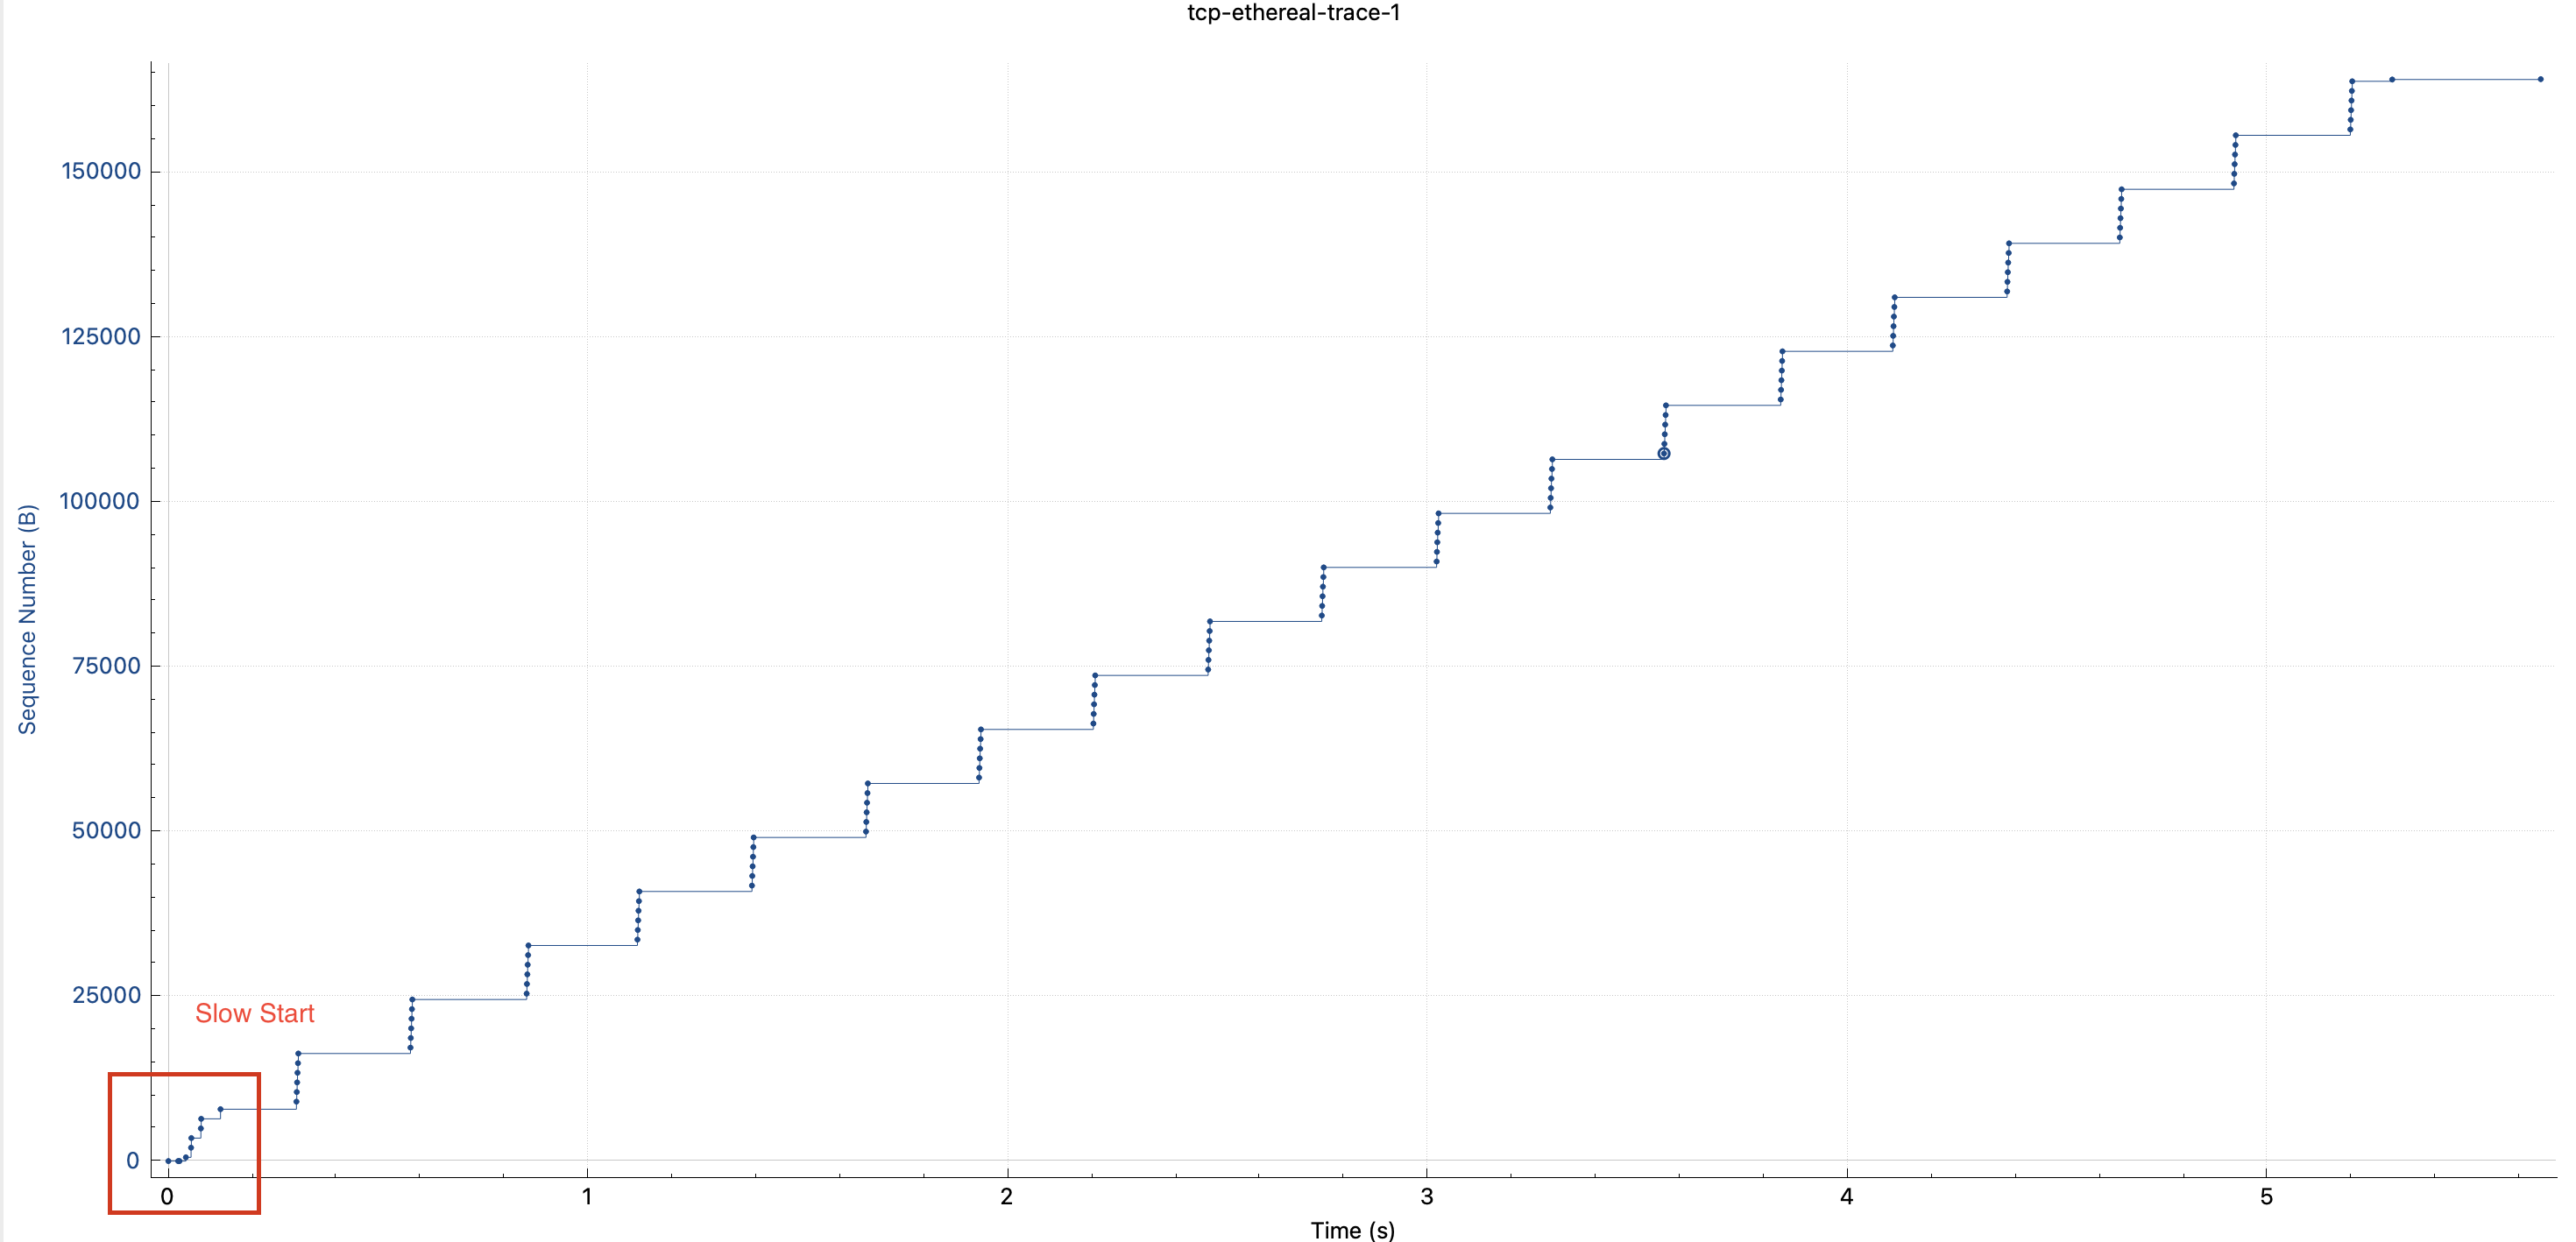 tcp-ethereal-trace-1
Sequence Number (B)
150000
125000
100000
75000
50000
25000
0
Slow Start
0 1 2 3 4 5
Time (s)